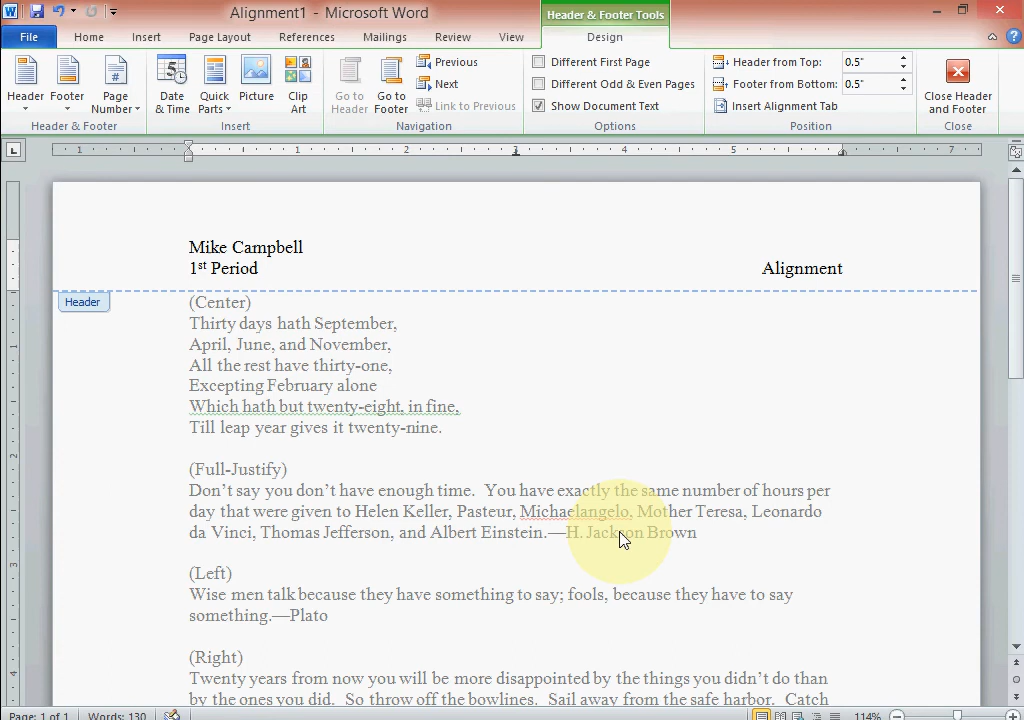 Alignment1 - Microsoft Word
Header & Footer Tools
File Home Insert Page Layout References Mailings Review View Design
Header Footer Page Number
Date & Time Quick Parts Picture Clip Art
Go to Header Go to Footer
Previous
Next
Link to Previous
Different First Page
Different Odd & Even Pages
Show Document Text
Header from Top: 0.5"
Footer from Bottom: 0.5"
Insert Alignment Tab
Close Header and Footer
Header & Footer Insert Navigation Options Position Close
1 1 2 4 5 7
Mike Campbell
1st Period Alignment
Header
(Center)
Thirty days hath September,
April, June, and November,
All the rest have thirty-one,
Excepting February alone
Which hath but twenty-eight, in fine,
Till leap year gives it twenty-nine.
(Full-Justify)
Don't say you don't have enough time. You have exactly the same number of hours per
day that were given to Helen Keller, Pasteur, Michaelangelo, Mother Teresa, Leonardo
da Vinci, Thomas Jefferson, and Albert Einstein.—H. Jackson Brown
(Left)
Wise men talk because they have something to say; fools, because they have to say
something.—Plato
(Right)
Twenty years from now you will be more disappointed by the things you didn't do than
by the ones you did. So throw off the bowlines. Sail away from the safe harbor. Catch
Page: 1 of 1 Words: 130 114%